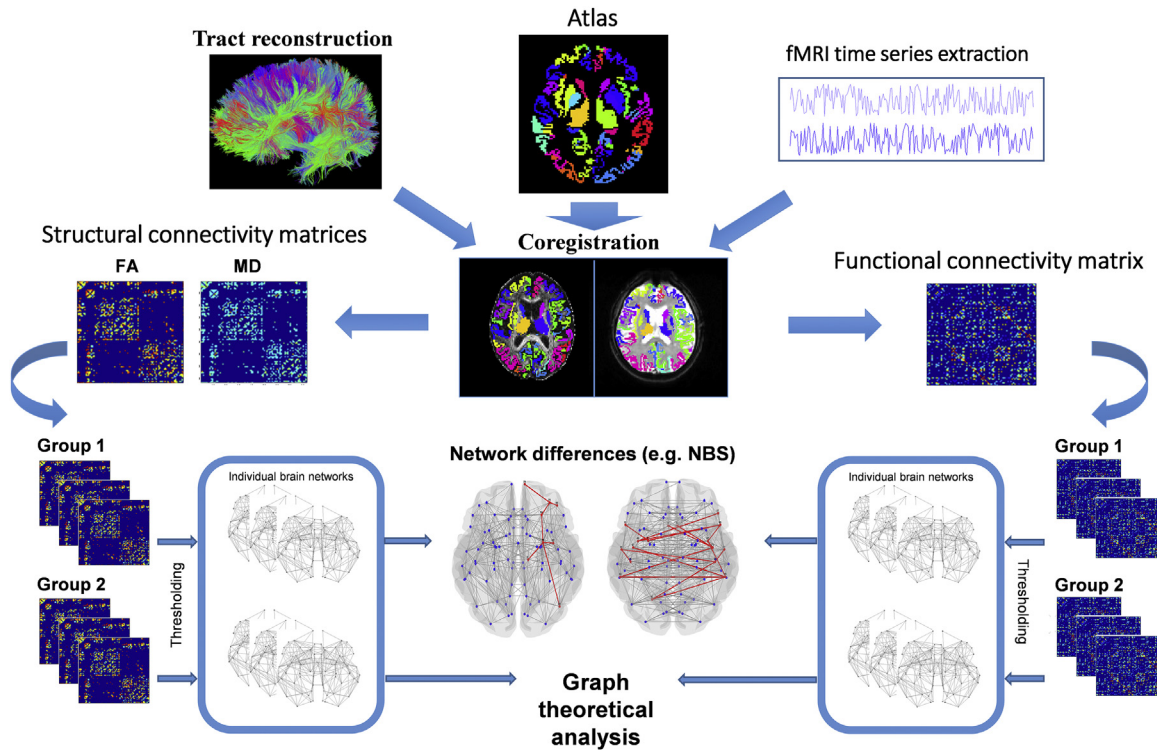 Atlas
Tract reconstruction
fMRI time series extraction
Coregistration
Structural connectivity matrices
FA MD
Functional connectivity matrix
Group 1
Individual brain networks
Network differences (e.g. NBS)
Individual brain networks
Group 1
Thresholding
Group 2
Thresholding
Group 2
Graph
theoretical
analysis